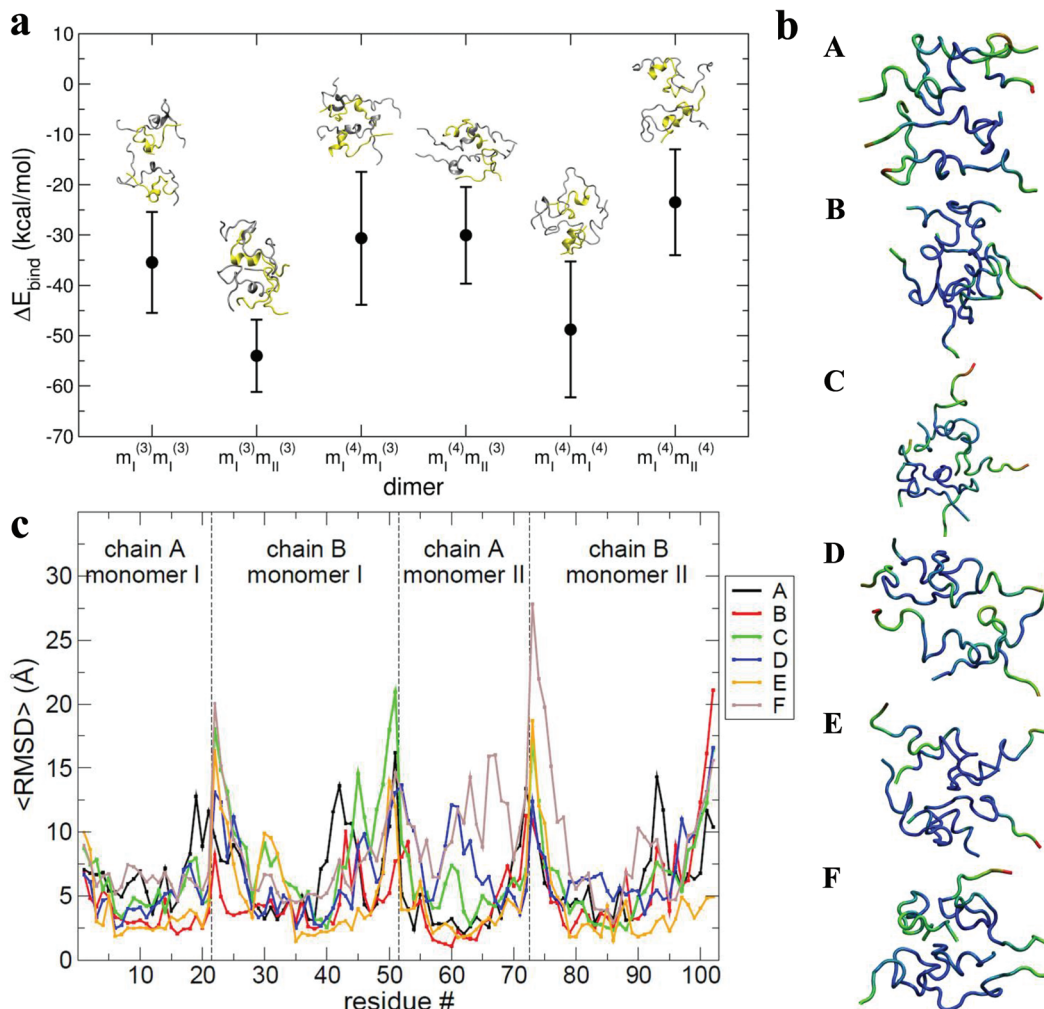 a
ΔE_bind (kcal/mol)
10
0
-10
-20
-30
-40
-50
-60
-70
m_I^(3)m_I^(3)
m_I^(3)m_II^(3)
m_I^(4)m_I^(3)
m_I^(4)m_II^(3)
m_I^(4)m_I^(4)
m_I^(4)m_II^(4)
dimer
b
A
B
C
D
E
F
c
<RMSD> (Å)
30
25
20
15
10
5
0
chain A
monomer I
chain B
monomer I
chain A
monomer II
chain B
monomer II
10 20 30 40 50 60 70 80 90 100
residue #
A
B
C
D
E
F